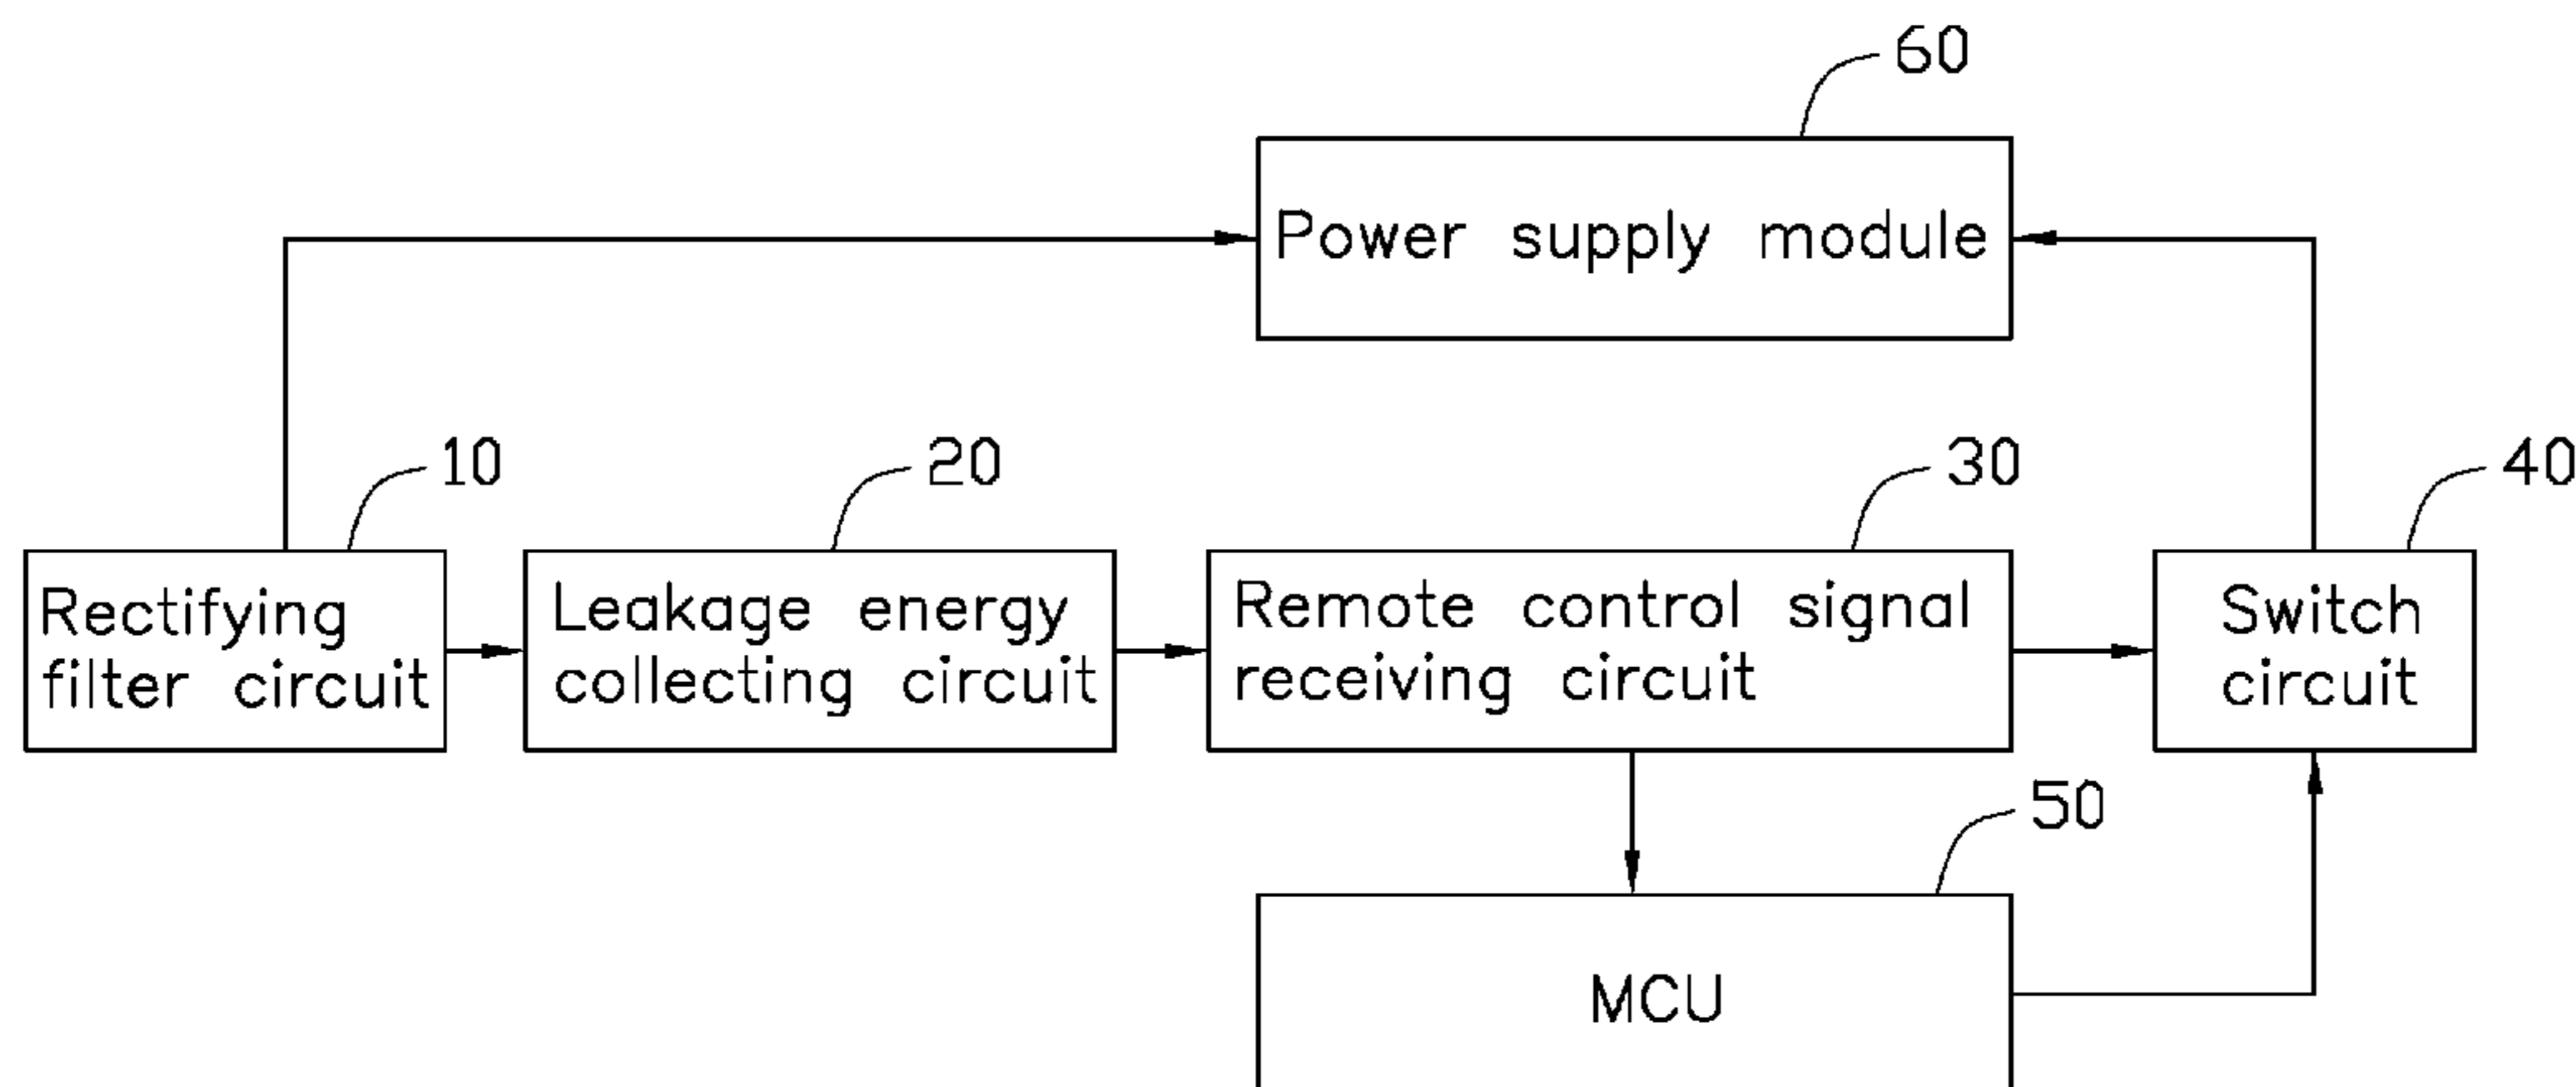 60
Power supply module
10
20
30
40
Rectifying
filter circuit
Leakage energy
collecting circuit
Remote control signal
receiving circuit
Switch
circuit
50
MCU